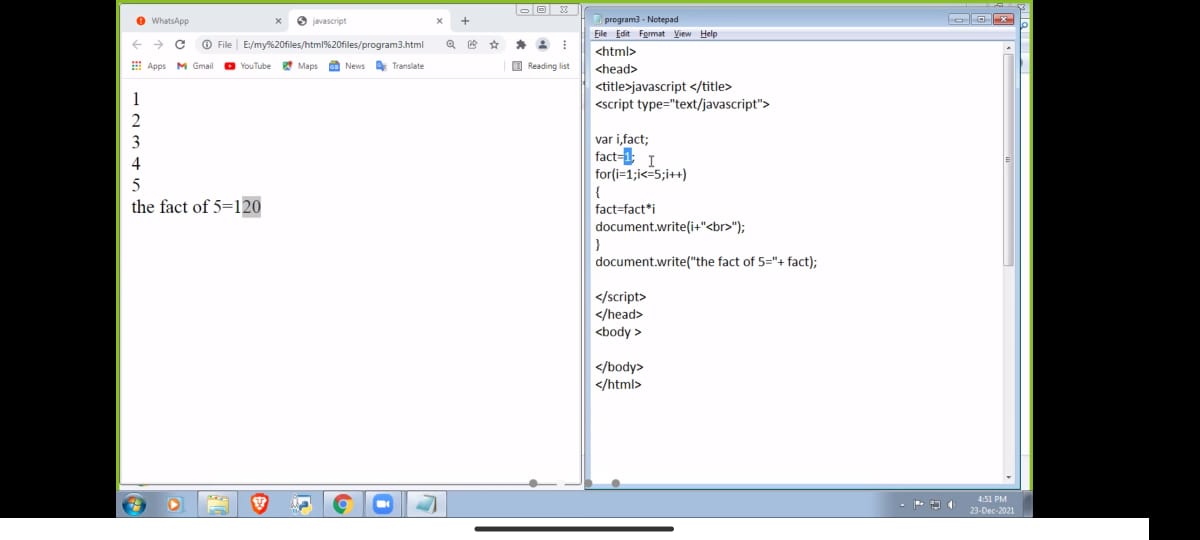 WhatsApp
javascript
File
E:/my%20files/html%20files/program3.html
Apps
Gmail
YouTube
Maps
News
Translate
Reading list
1
2
3
4
5
the fact of 5=120
program3 - Notepad
File Edit Format View Help
<html>
<head>
<title>javascript </title>
<script type="text/javascript">
var i,fact;
fact=1;
for(i=1;i<=5;i++)
{
fact=fact*i
document.write(i+"<br>");
}
document.write("the fact of 5="+ fact);
</script>
</head>
<body >
</body>
</html>
4:51 PM
23-Dec-2021